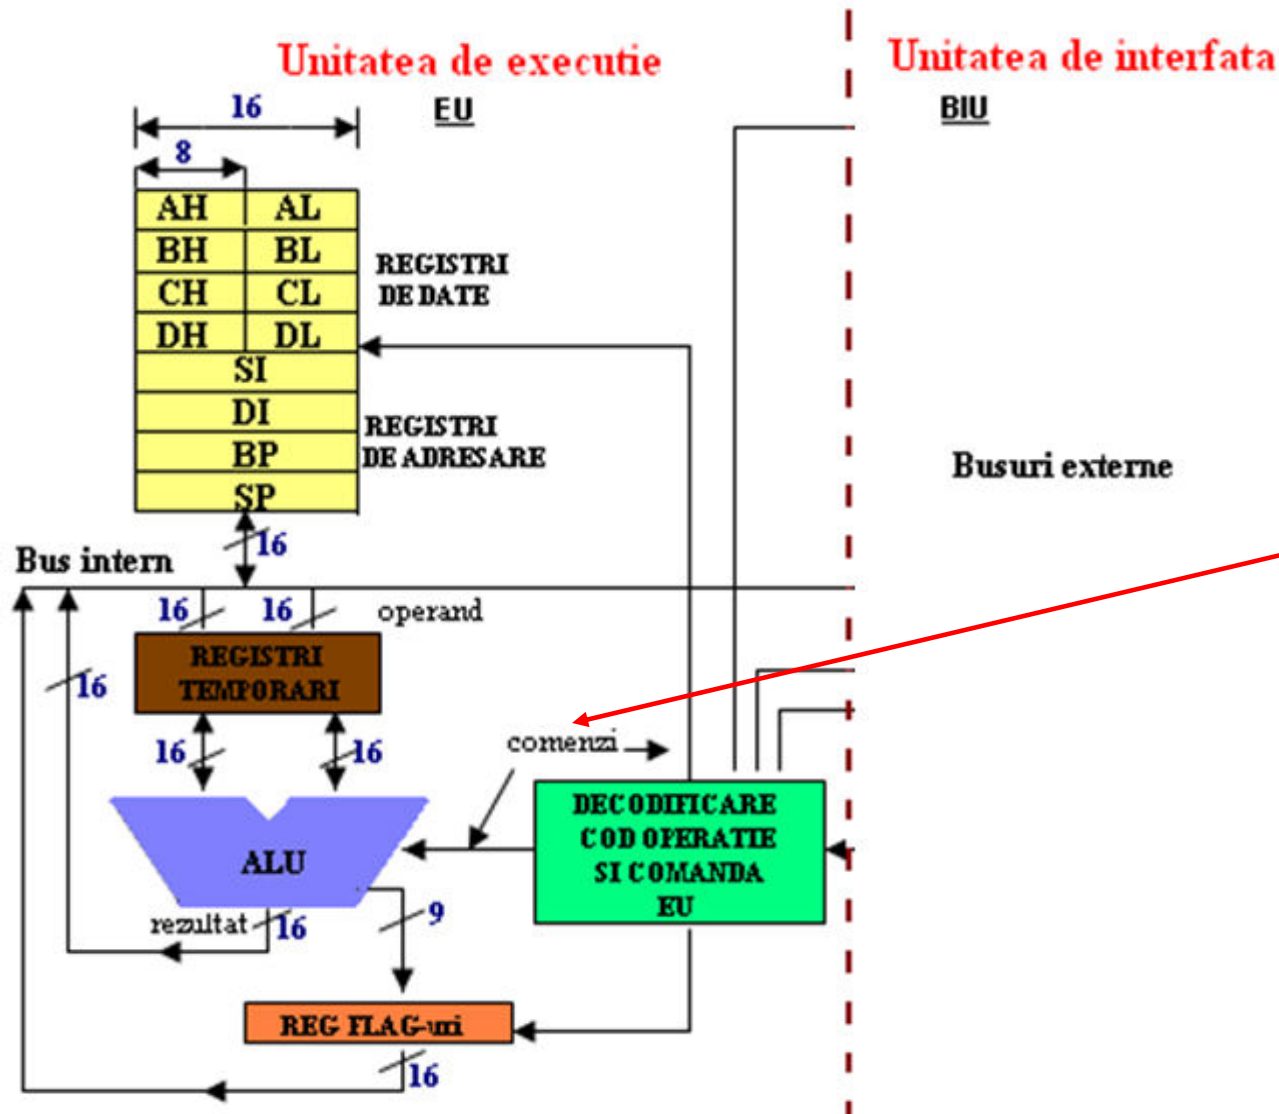 Unitatea de executie
Unitatea de interfata
EU
BIU
16
8
AH AL
BH BL
CH CL
DH DL
SI
DI
BP
SP
REGISTRI
DE DATE
REGISTRI
DE ADRESARE
Busuri externe
16
Bus intern
16 16 operand
REGISTRI
TEMPORARI
16
16 16
comenzi
DECODIFICARE
COD OPERATIE
SI COMANDA
EU
ALU
rezultat 16
9
REG FLAG-uri
16